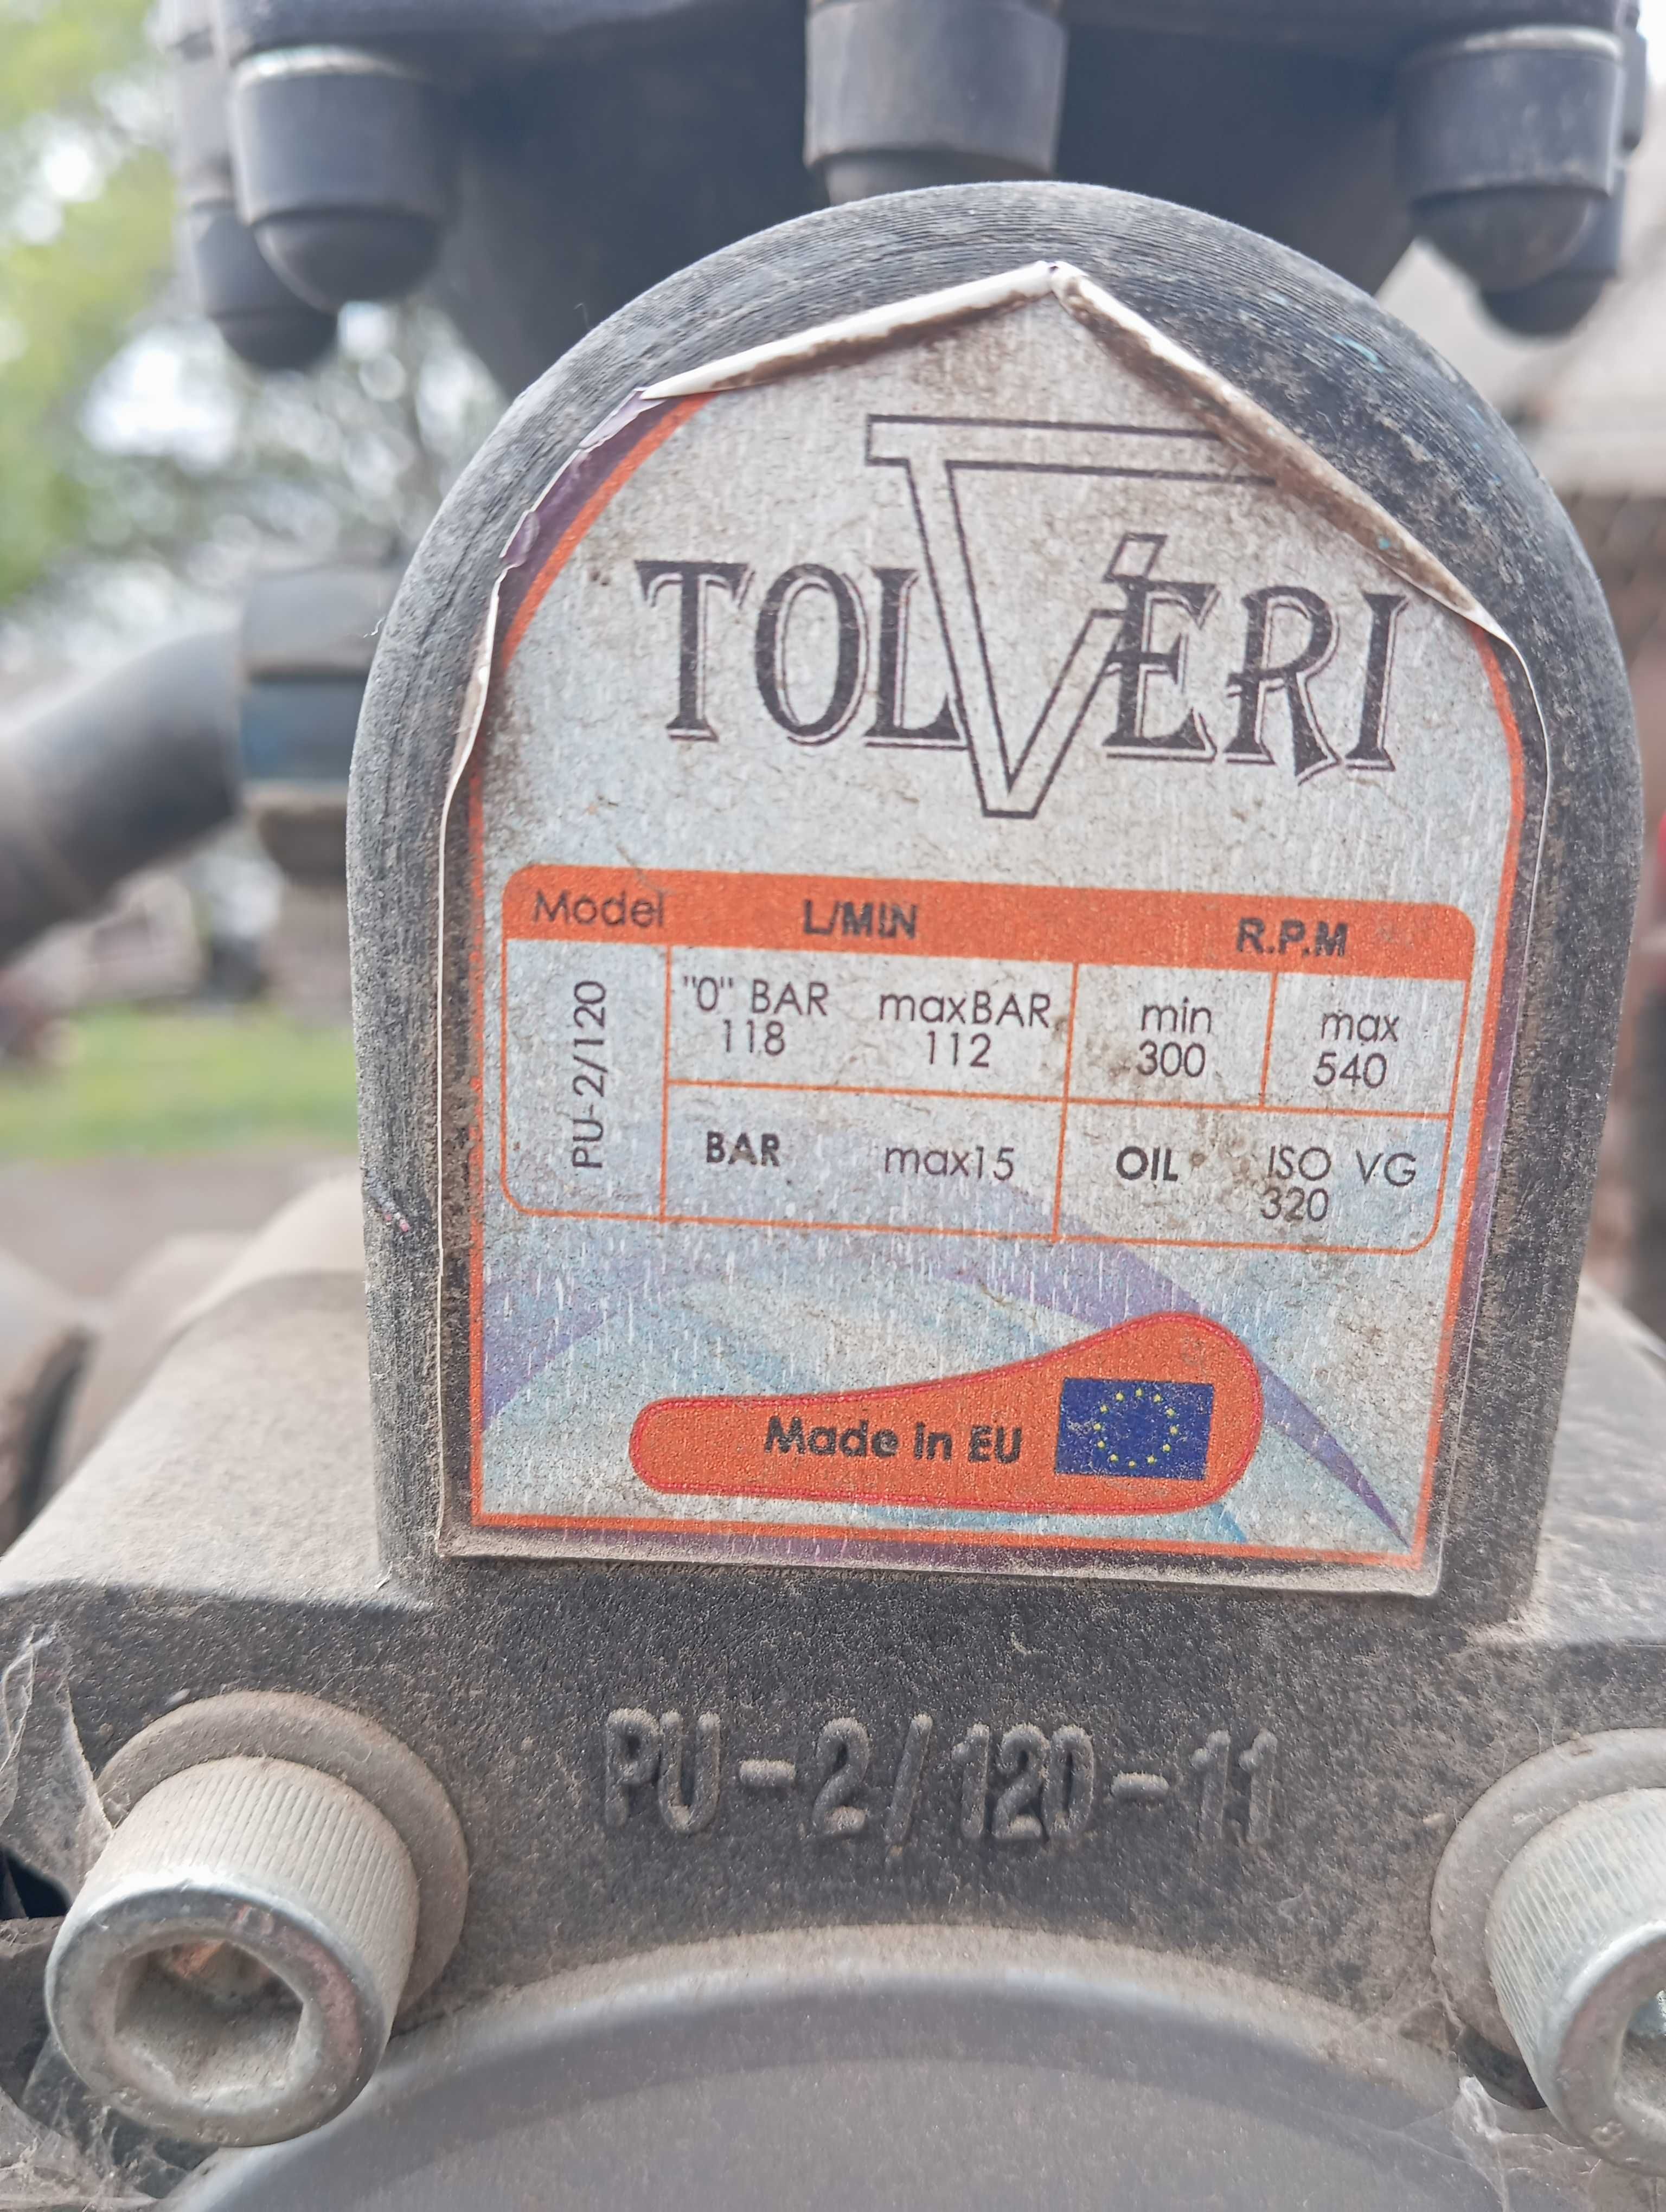 TOLVERI
Model L/MIN R.P.M
PU-2/120
"0" BAR maxBAR min max
118 112 300 540
BAR max15 OIL ISO VG
320
Made in EU
PU-2/120-11